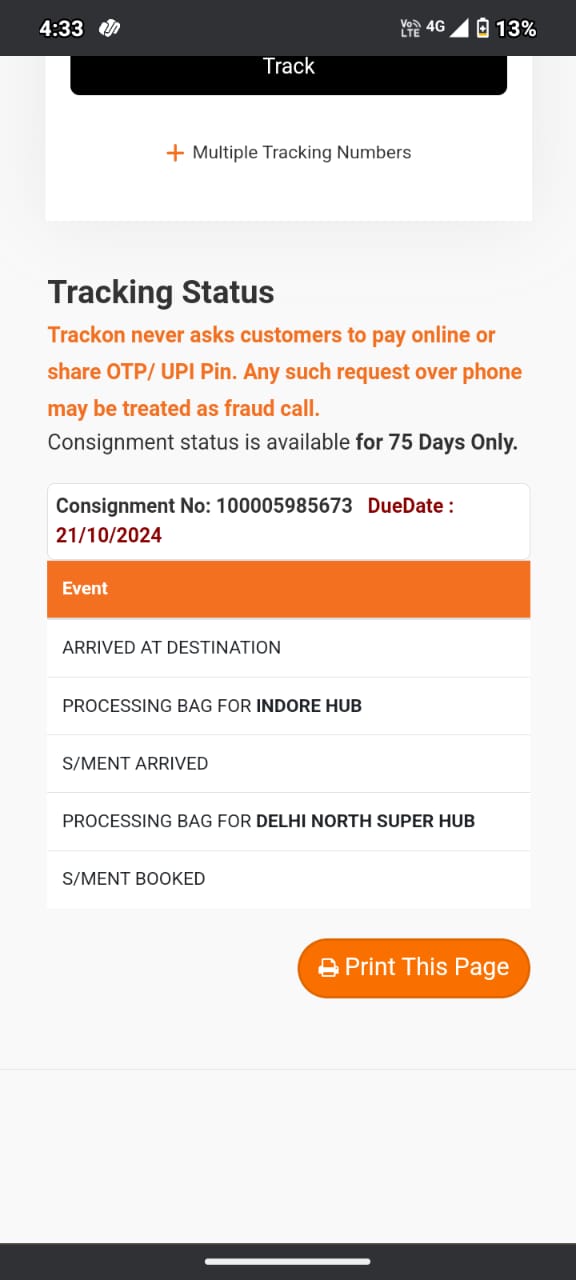 4:33 Vo) LTE 4G 13%
Track
+ Multiple Tracking Numbers
Tracking Status
Trackon never asks customers to pay online or
share OTP/ UPI Pin. Any such request over phone
may be treated as fraud call.
Consignment status is available for 75 Days Only.
Consignment No: 100005985673 DueDate :
21/10/2024
Event
ARRIVED AT DESTINATION
PROCESSING BAG FOR INDORE HUB
S/MENT ARRIVED
PROCESSING BAG FOR DELHI NORTH SUPER HUB
S/MENT BOOKED
Print This Page